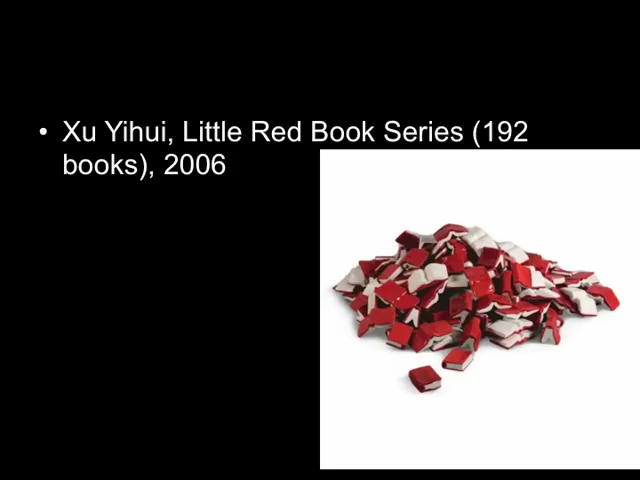 • Xu Yihui, Little Red Book Series (192
books), 2006